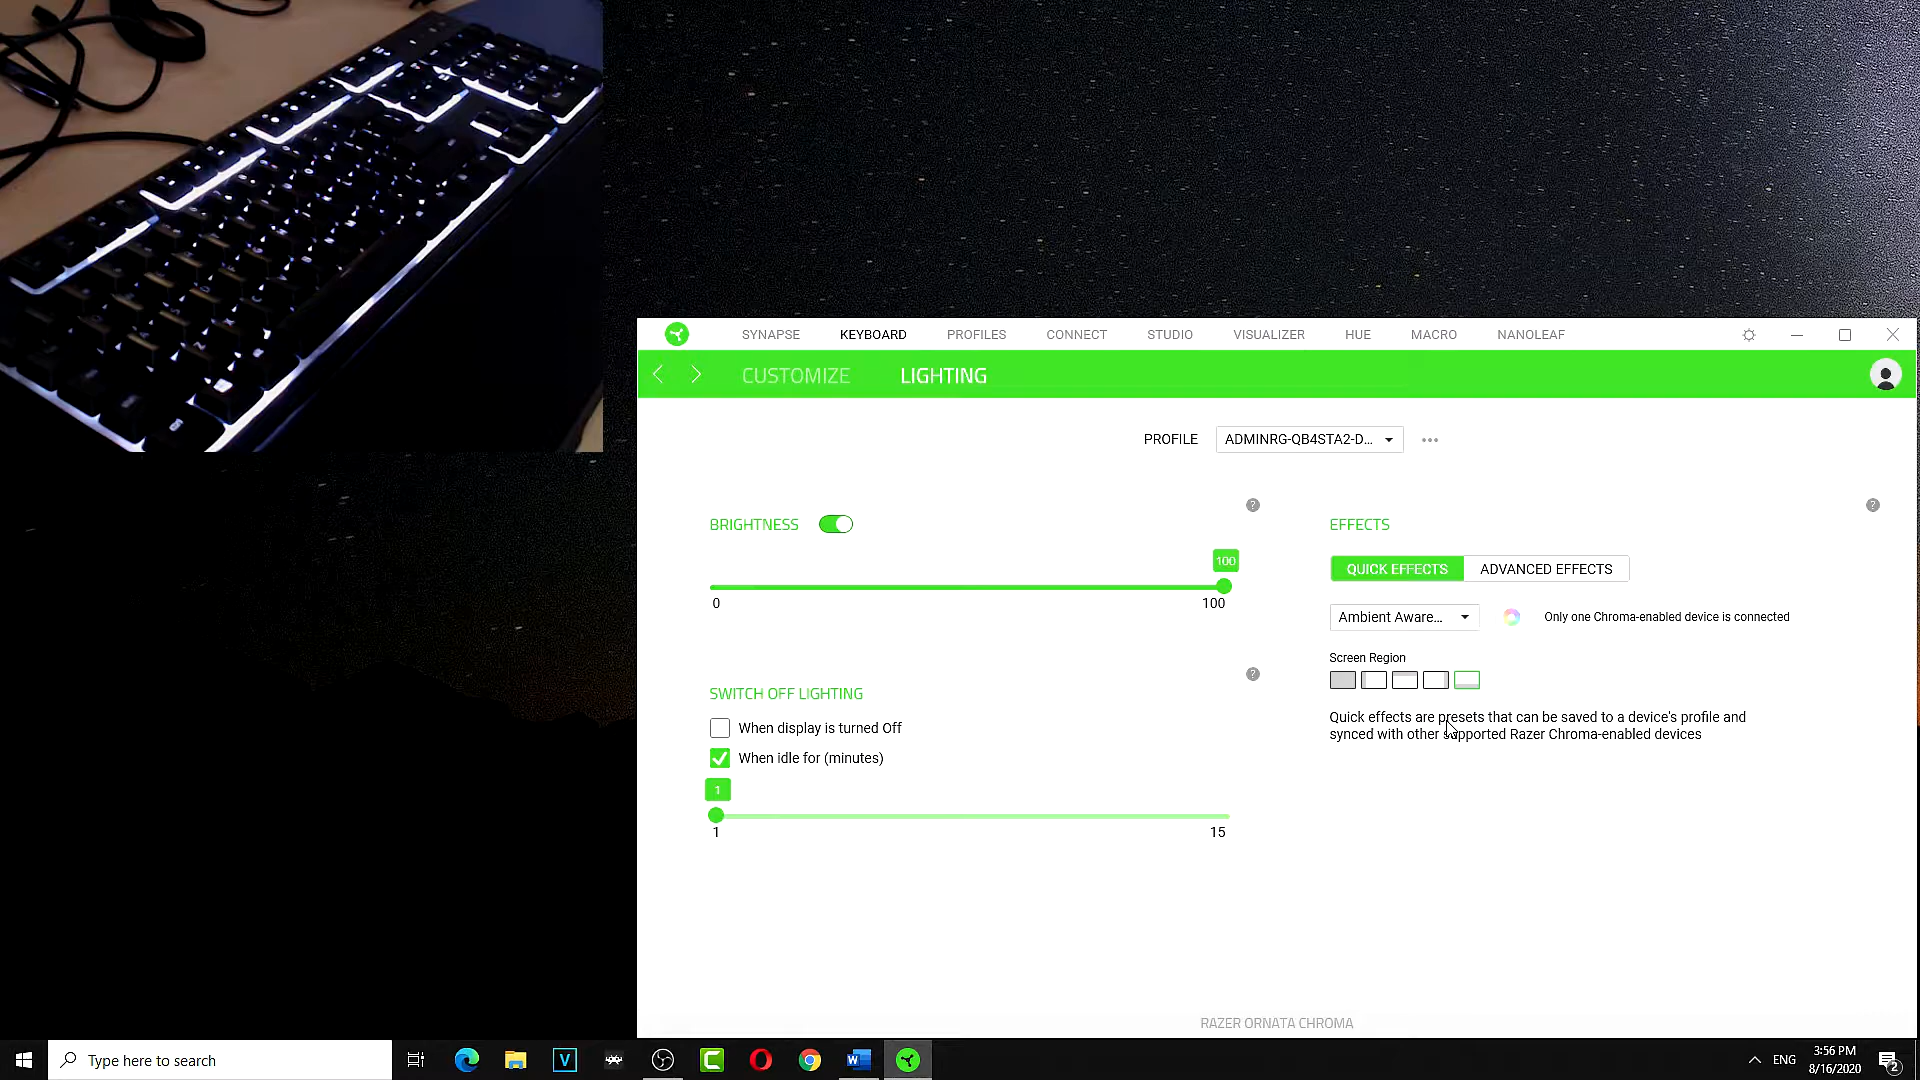 SYNAPSE KEYBOARD PROFILES CONNECT STUDIO VISUALIZER HUE MACRO NANOLEAF
CUSTOMIZE LIGHTING
PROFILE ADMINRG-QB4STA2-D...
BRIGHTNESS
100
0 100
SWITCH OFF LIGHTING
When display is turned Off
When idle for (minutes)
1
1 15
EFFECTS
QUICK EFFECTS ADVANCED EFFECTS
Ambient Aware... Only one Chroma-enabled device is connected
Screen Region
Quick effects are presets that can be saved to a device's profile and
synced with other supported Razer Chroma-enabled devices
RAZER ORNATA CHROMA
Type here to search
ENG
3:56 PM
8/16/2020
2